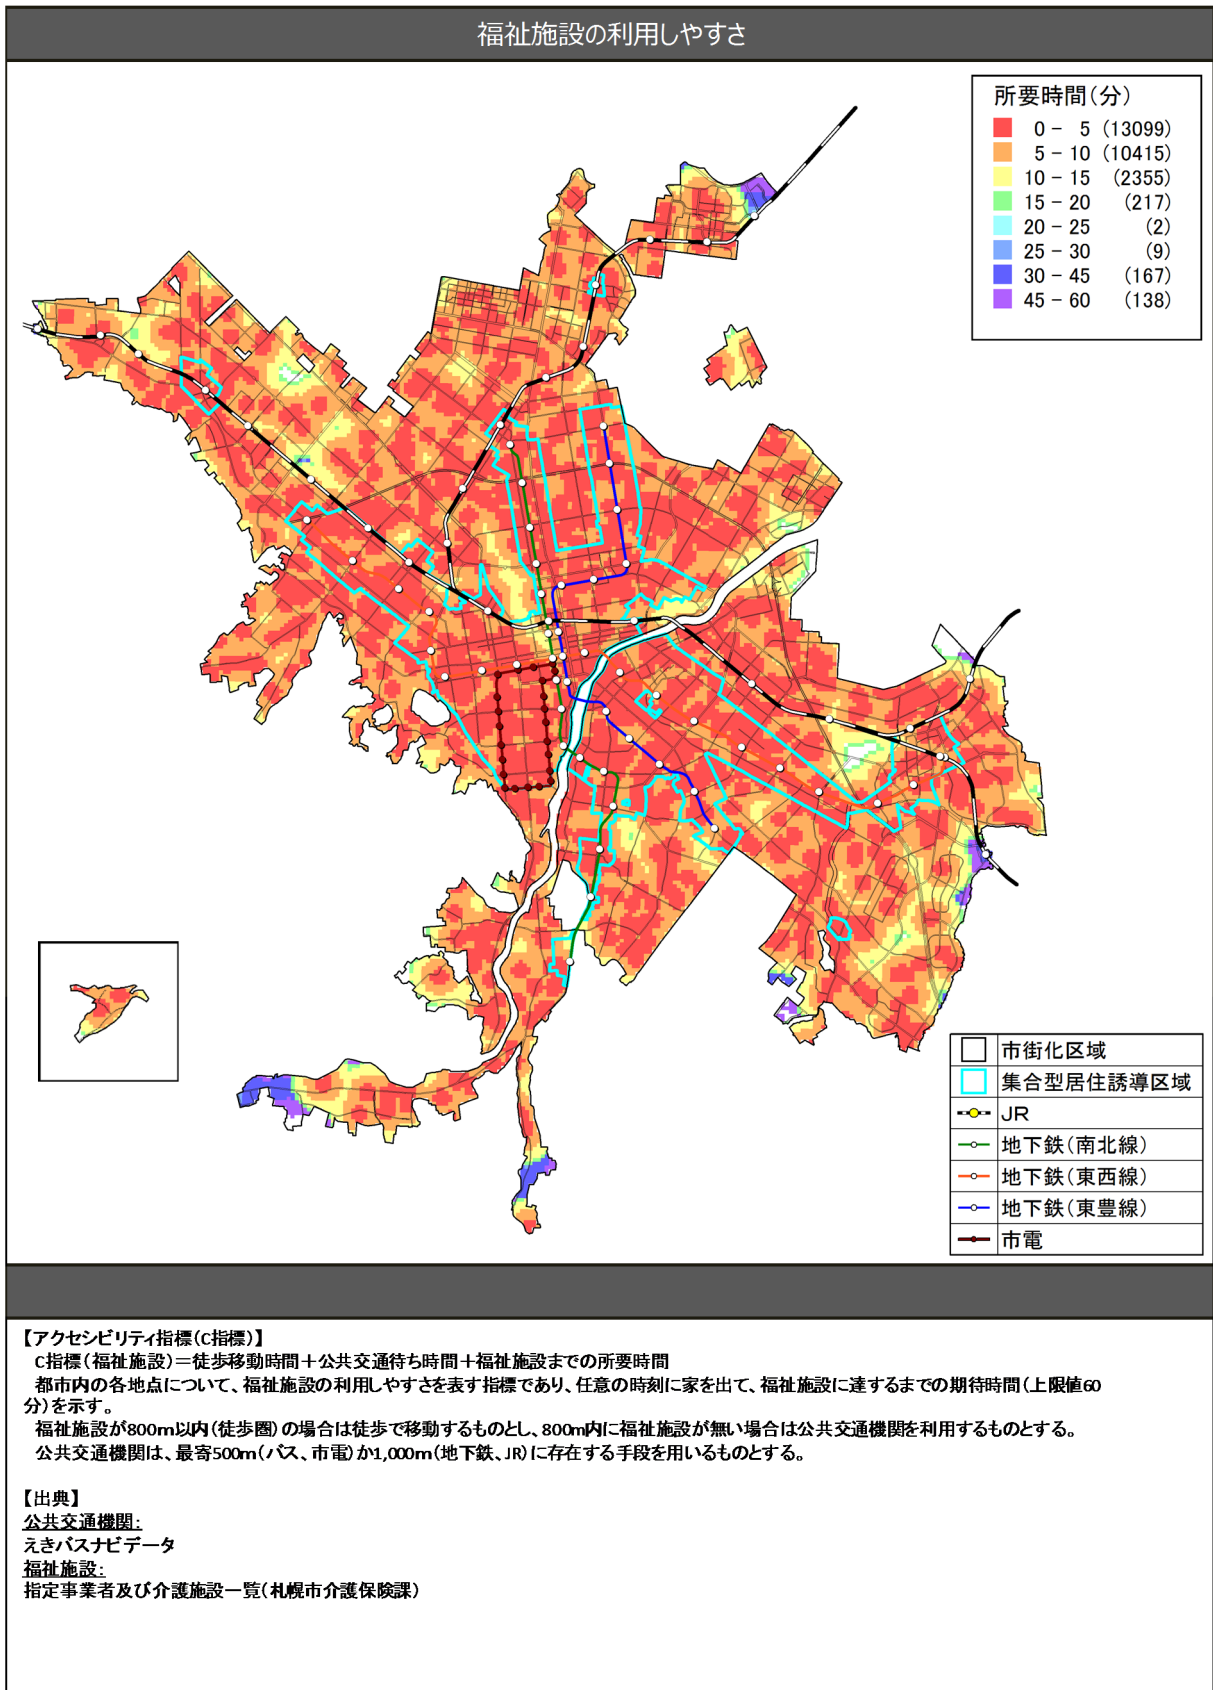 福祉施設の利用しやすさ
所要時間(分)
0 - 5 (13099)
5 - 10 (10415)
10 - 15 (2355)
15 - 20 (217)
20 - 25 (2)
25 - 30 (9)
30 - 45 (167)
45 - 60 (138)
市街化区域
集合型居住誘導区域
JR
地下鉄(南北線)
地下鉄(東西線)
地下鉄(東豊線)
市電
【アクセシビリティ指標(C指標)】
C指標(福祉施設)=徒歩移動時間+公共交通待ち時間+福祉施設までの所要時間
都市内の各地点について、福祉施設の利用しやすさを表す指標であり、任意の時刻に家を出て、福祉施設に達するまでの期待時間(上限値60
分)を示す。
福祉施設が800m以内(徒歩圏)の場合は徒歩で移動するものとし、800m内に福祉施設が無い場合は公共交通機関を利用するものとする。
公共交通機関は、最寄500m(バス、市電)か1,000m(地下鉄、JR)に存在する手段を用いるものとする。
【出典】
公共交通機関:
えきバスナビデータ
福祉施設:
指定事業者及び介護施設一覧(札幌市介護保険課)